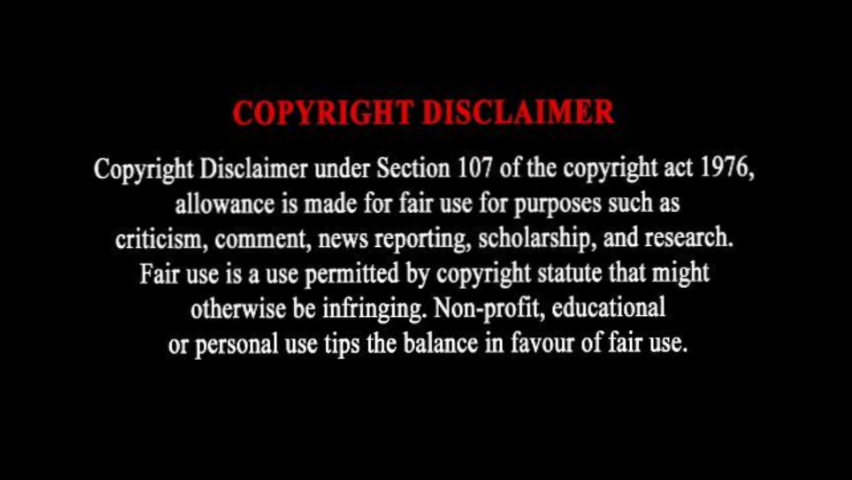 COPYRIGHT DISCLAIMER
Copyright Disclaimer under Section 107 of the copyright act 1976,
allowance is made for fair use for purposes such as
criticism, comment, news reporting, scholarship, and research.
Fair use is a use permitted by copyright statute that might
otherwise be infringing. Non-profit, educational
or personal use tips the balance in favour of fair use.